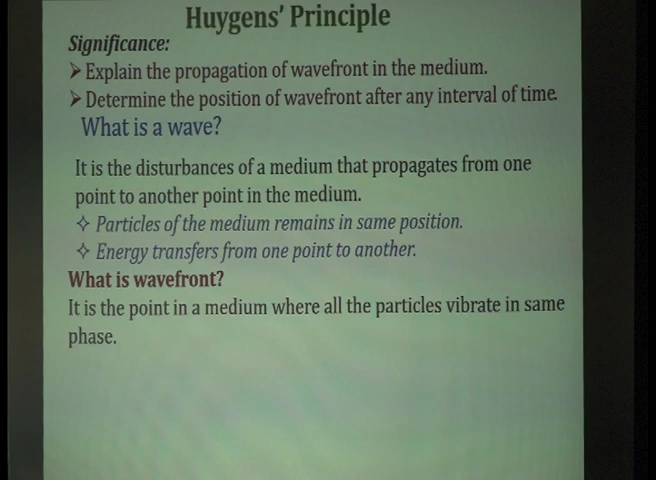 Huygens' Principle
Significance:
➢ Explain the propagation of wavefront in the medium.
➢ Determine the position of wavefront after any interval of time.
What is a wave?
It is the disturbances of a medium that propagates from one
point to another point in the medium.
✧ Particles of the medium remains in same position.
✧ Energy transfers from one point to another.
What is wavefront?
It is the point in a medium where all the particles vibrate in same
phase.